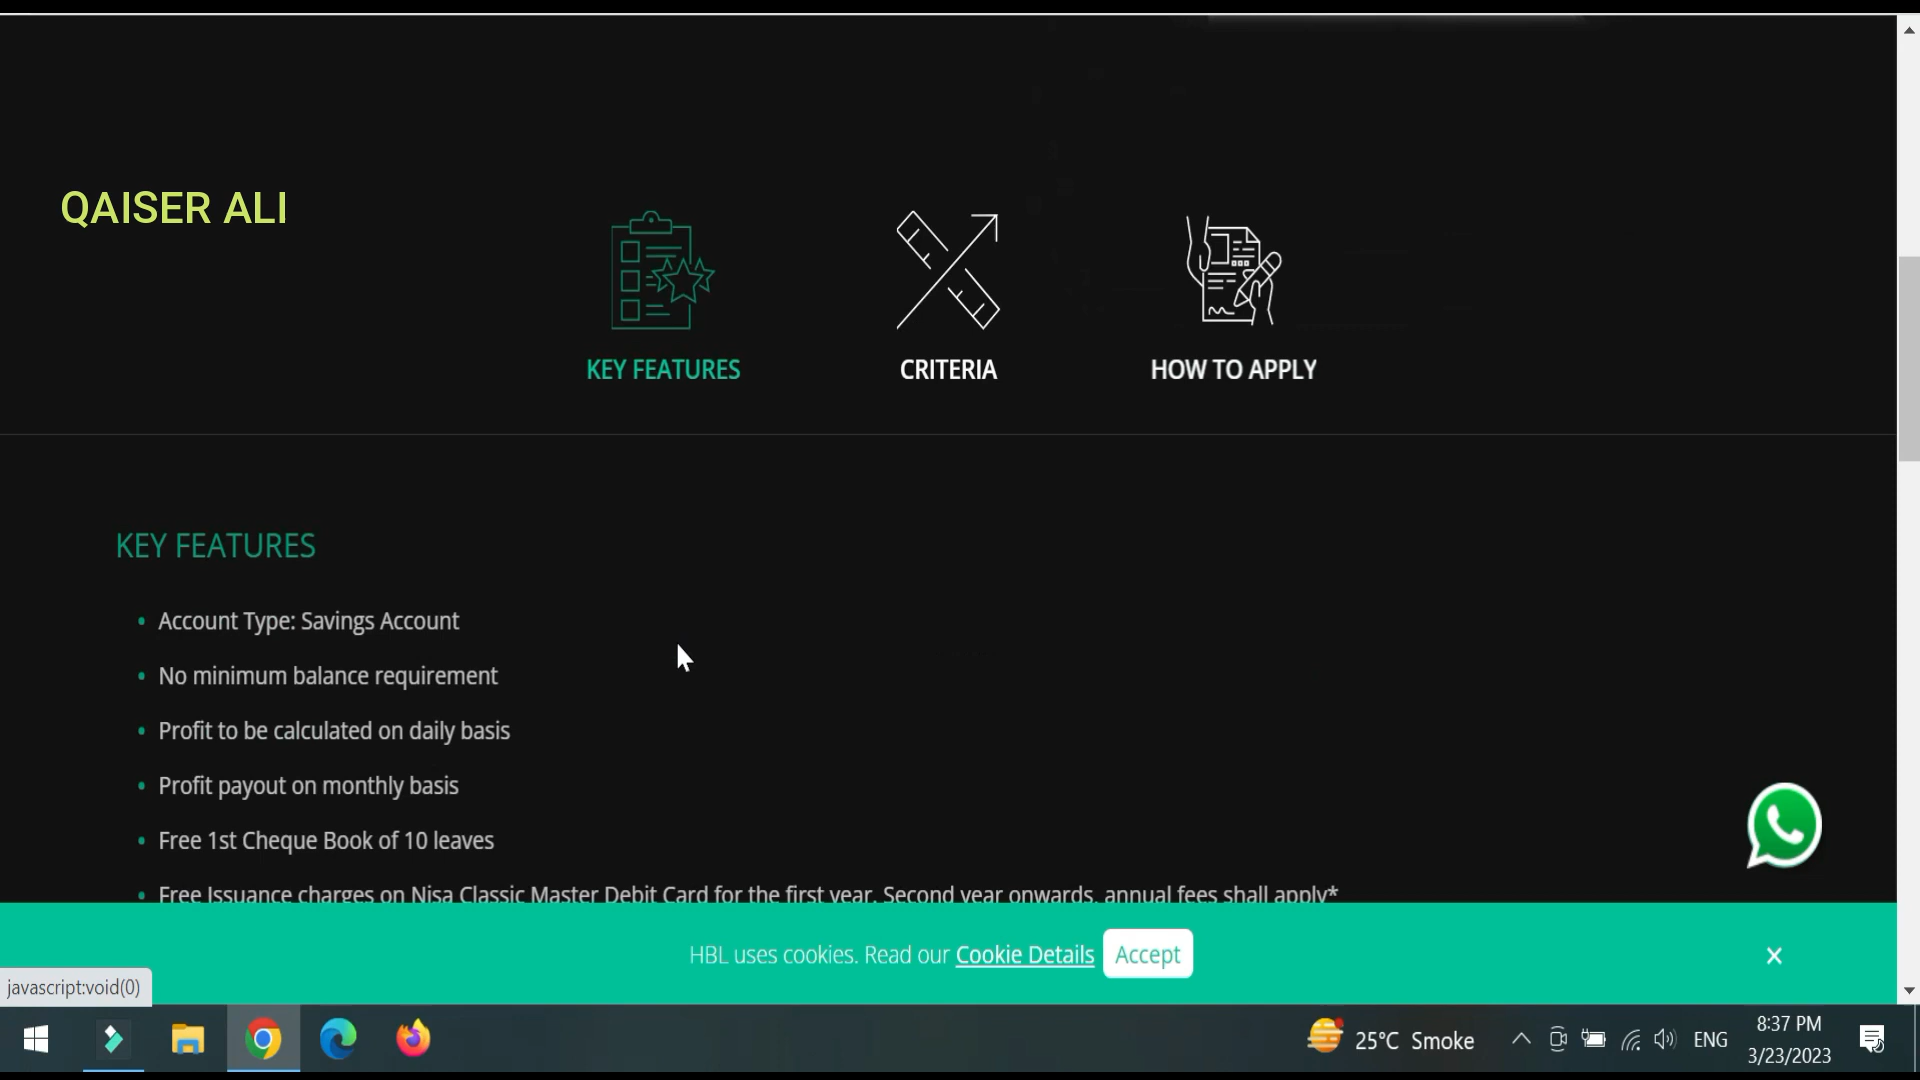 QAISER ALI
KEY FEATURES
CRITERIA
HOW TO APPLY
KEY FEATURES
Account Type: Savings Account
No minimum balance requirement
Profit to be calculated on daily basis
Profit payout on monthly basis
Free 1st Cheque Book of 10 leaves
Free Issuance charges on Nisa Classic Master Debit Card for the first year. Second year onwards, annual fees shall apply*
HBL uses cookies. Read our Cookie Details Accept
javascript:void(0)
25°C Smoke
ENG
8:37 PM
3/23/2023